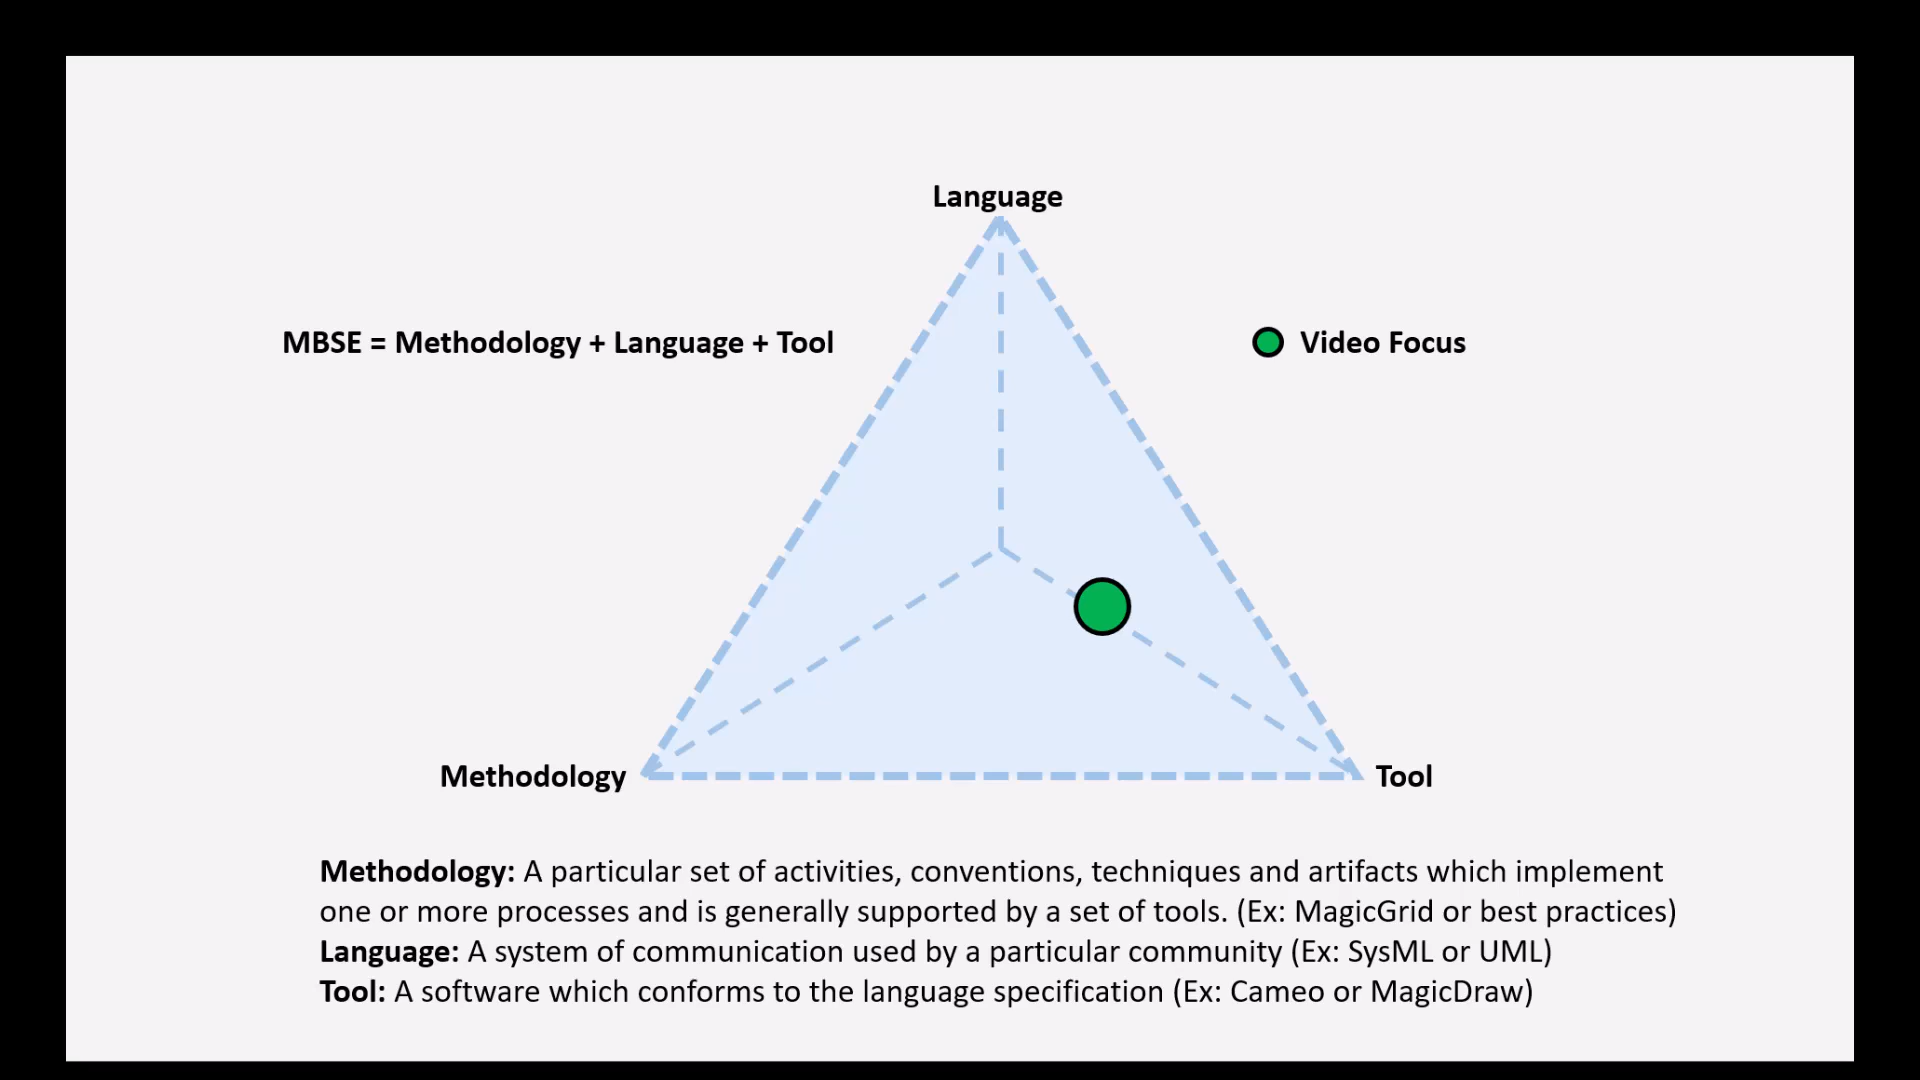 Language
MBSE = Methodology + Language + Tool
Video Focus
Methodology
Tool
Methodology: A particular set of activities, conventions, techniques and artifacts which implement
one or more processes and is generally supported by a set of tools. (Ex: MagicGrid or best practices)
Language: A system of communication used by a particular community (Ex: SysML or UML)
Tool: A software which conforms to the language specification (Ex: Cameo or MagicDraw)